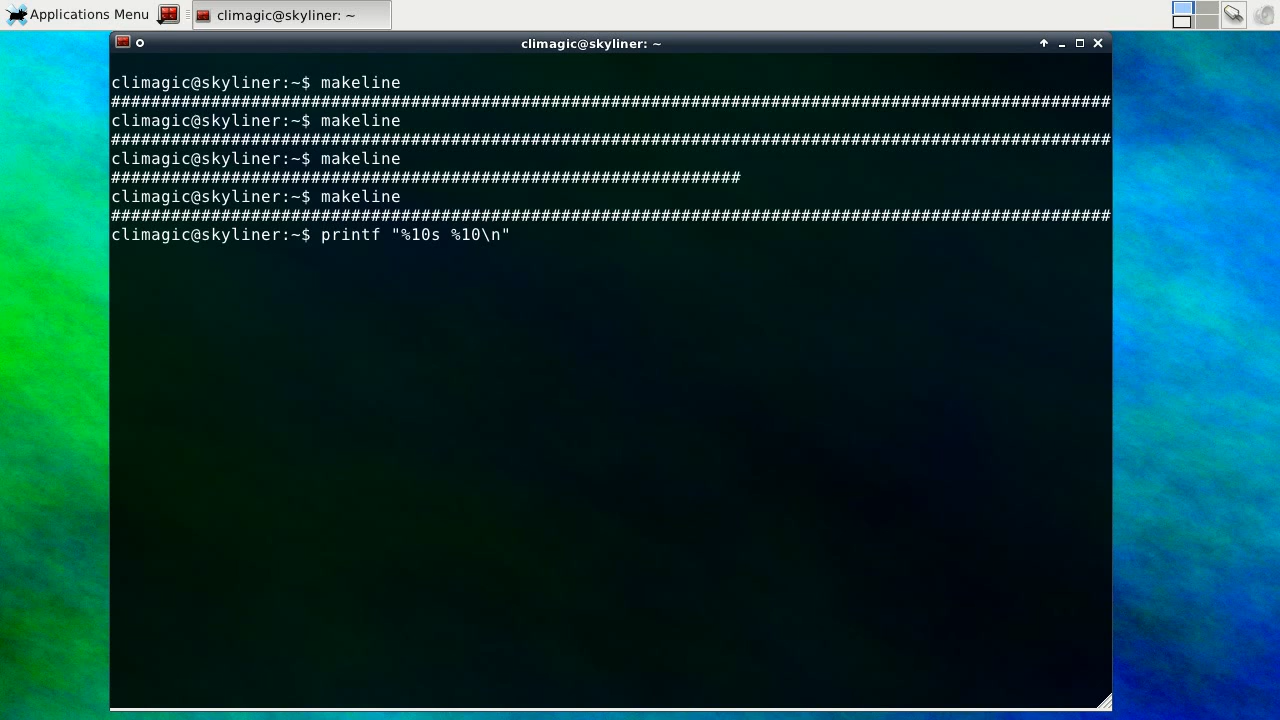 Applications Menu
climagic@skyliner: ~
climagic@skyliner: ~
climagic@skyliner:~$ makeline
####################################################################################################
climagic@skyliner:~$ makeline
####################################################################################################
climagic@skyliner:~$ makeline
###############################################################
climagic@skyliner:~$ makeline
####################################################################################################
climagic@skyliner:~$ printf "%10s %10\n"